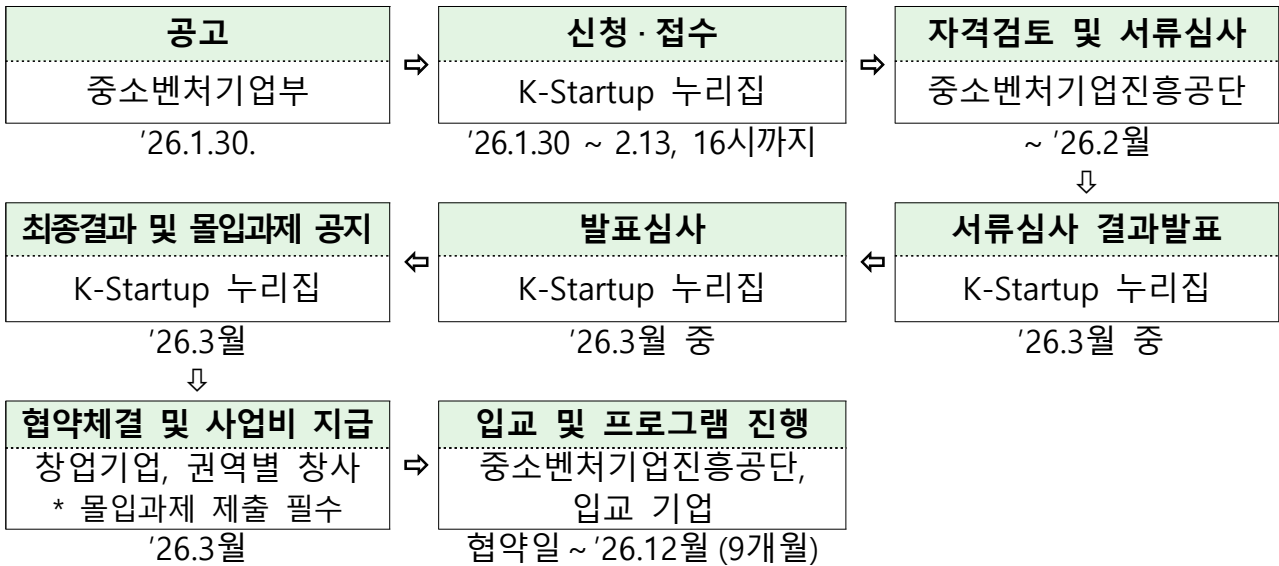 공고
중소벤처기업부
'26.1.30.
⇨
신청·접수
K-Startup 누리집
'26.1.30 ~ 2.13, 16시까지
⇨
자격검토 및 서류심사
중소벤처기업진흥공단
~ '26.2월
⇩
서류심사 결과발표
K-Startup 누리집
'26.3월 중
⇦
발표심사
K-Startup 누리집
'26.3월 중
⇦
최종결과 및 몰입과제 공지
K-Startup 누리집
'26.3월
⇩
협약체결 및 사업비 지급
창업기업, 권역별 창사
* 몰입과제 제출 필수
'26.3월
⇨
입교 및 프로그램 진행
중소벤처기업진흥공단,
입교 기업
협약일 ~ '26.12월 (9개월)